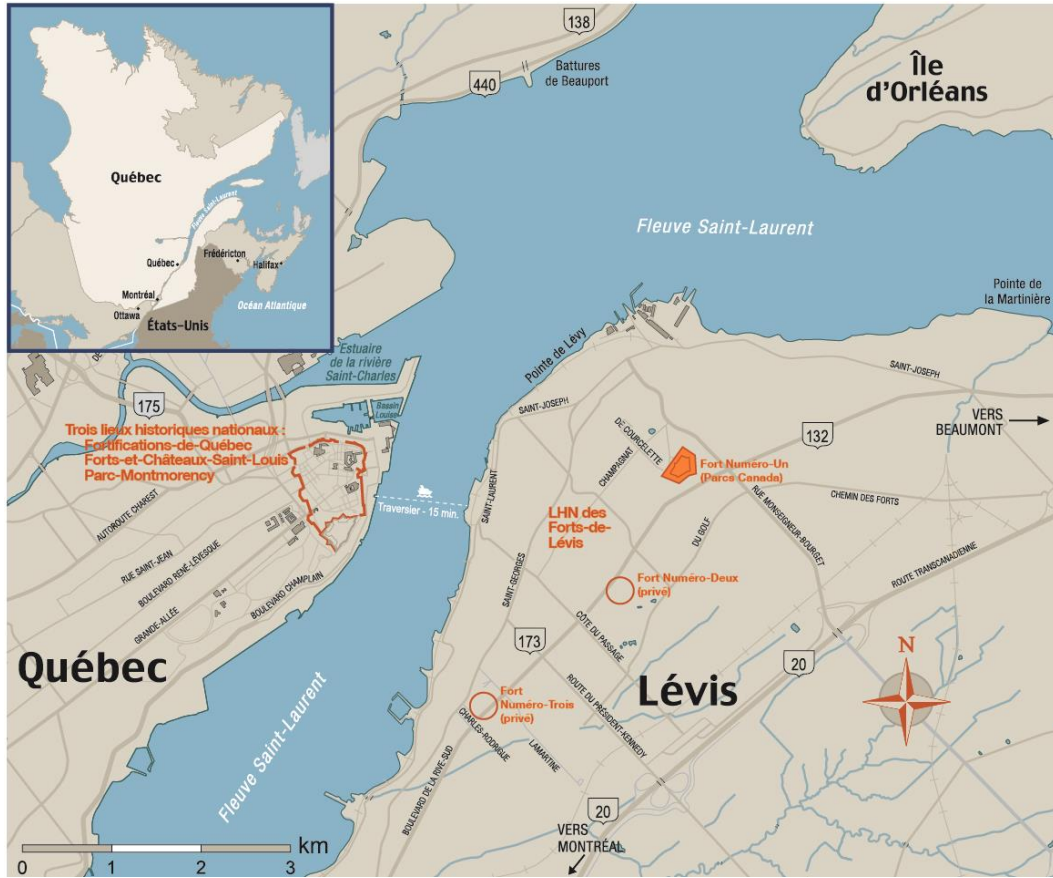 Québec
Fleuve Saint-Laurent
Québec
Frédéricton
Halifax
Montréal
Ottawa
États-Unis
Océan Atlantique
138
440
Battures
de Beauport
Île
d'Orléans
Fleuve Saint-Laurent
Pointe de
la Martinière
Pointe de Lévy
Estuaire
de la rivière
Saint-Charles
Bassin
Louise
175
Trois lieux historiques nationaux :
Fortifications-de-Québec
Forts-et-Châteaux-Saint-Louis
Parc-Montmorency
AUTOROUTE CHAREST
RUE SAINT-JEAN
BOULEVARD RENÉ-LÉVESQUE
GRANDE-ALLÉE
BOULEVARD CHAMPLAIN
Traversier - 15 min.
SAINT-JOSEPH
SAINT-JOSEPH
VERS
BEAUMONT
132
DE COURCELETTE
CHAMPAGNAT
Fort Numéro-Un
(Parcs Canada)
CHEMIN DES FORTS
RUE MONSEIGNEUR-BOURGET
SAINT-LAURENT
LHN des
Forts-de-
Lévis
DU GOLF
ROUTE TRANSCANADIENNE
SAINT-GEORGES
Fort Numéro-Deux
(privé)
CÔTE DU PASSAGE
173
20
N
Québec
Lévis
Fort
Numéro-Trois
(privé)
ROUTE DU PRÉSIDENT-KENNEDY
CHARLES-RODRIGUE
LAMARTINE
BOULEVARD DE LA RIVE-SUD
Fleuve Saint-Laurent
20
VERS
MONTRÉAL
km
0 1 2 3